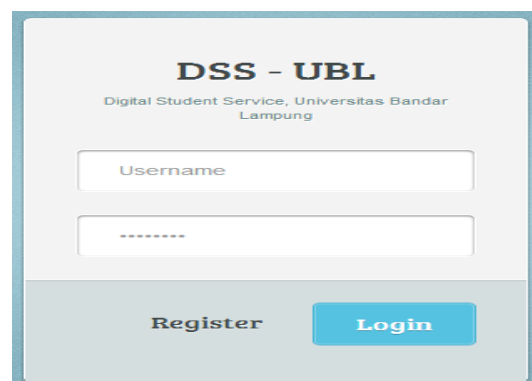 DSS - UBL
Digital Student Service, Universitas Bandar
Lampung
Username
--------
Register
Login